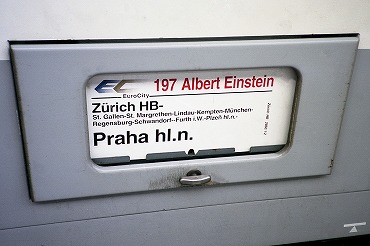 EC 197 Albert Einstein
EuroCity
Zürich HB-
St. Gallen-St. Margrethen-Lindau-Kempten-München-
Regensburg-Schwandorf-Furth i.W.-Plzeň hl.n.-
Praha hl.n.